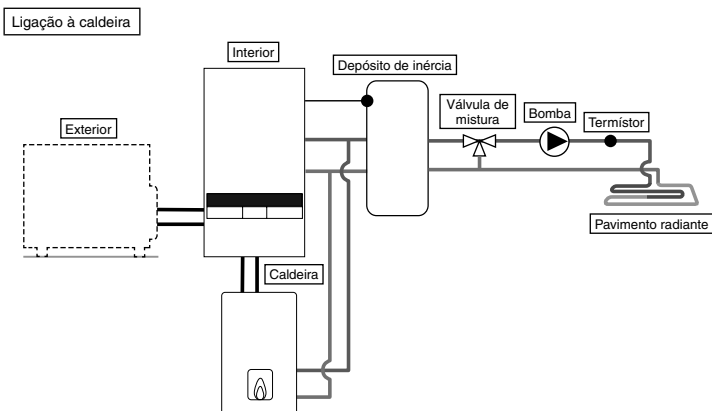 Ligação à caldeira
Interior
Depósito de inércia
Válvula de
mistura
Bomba
Termístor
Exterior
Pavimento radiante
Caldeira